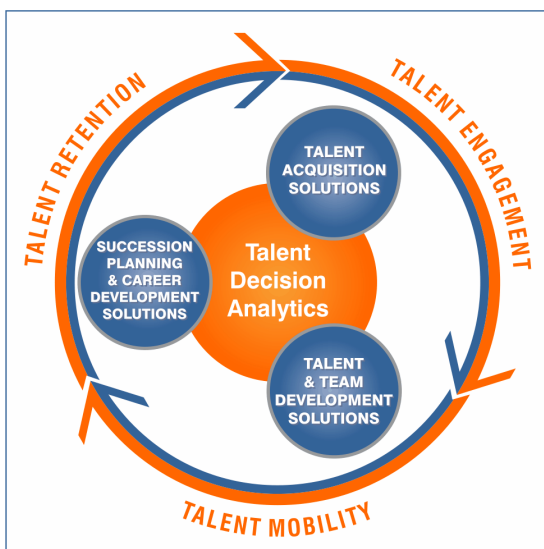 TALENT RETENTION
TALENT ENGAGEMENT
TALENT
ACQUISITION
SOLUTIONS
SUCCESSION
PLANNING
& CAREER
DEVELOPMENT
SOLUTIONS
Talent
Decision
Analytics
TALENT
& TEAM
DEVELOPMENT
SOLUTIONS
TALENT MOBILITY